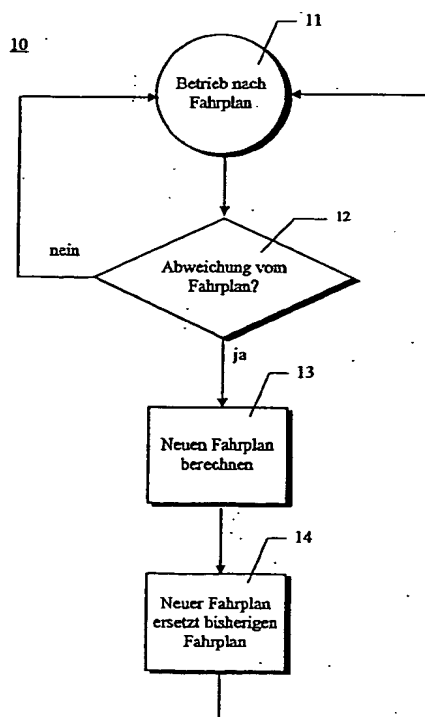 10
11
Betrieb nach
Fahrplan
12
nein
Abweichung vom
Fahrplan?
ja
13
Neuen Fahrplan
berechnen
14
Neuer Fahrplan
ersetzt bisherigen
Fahrplan